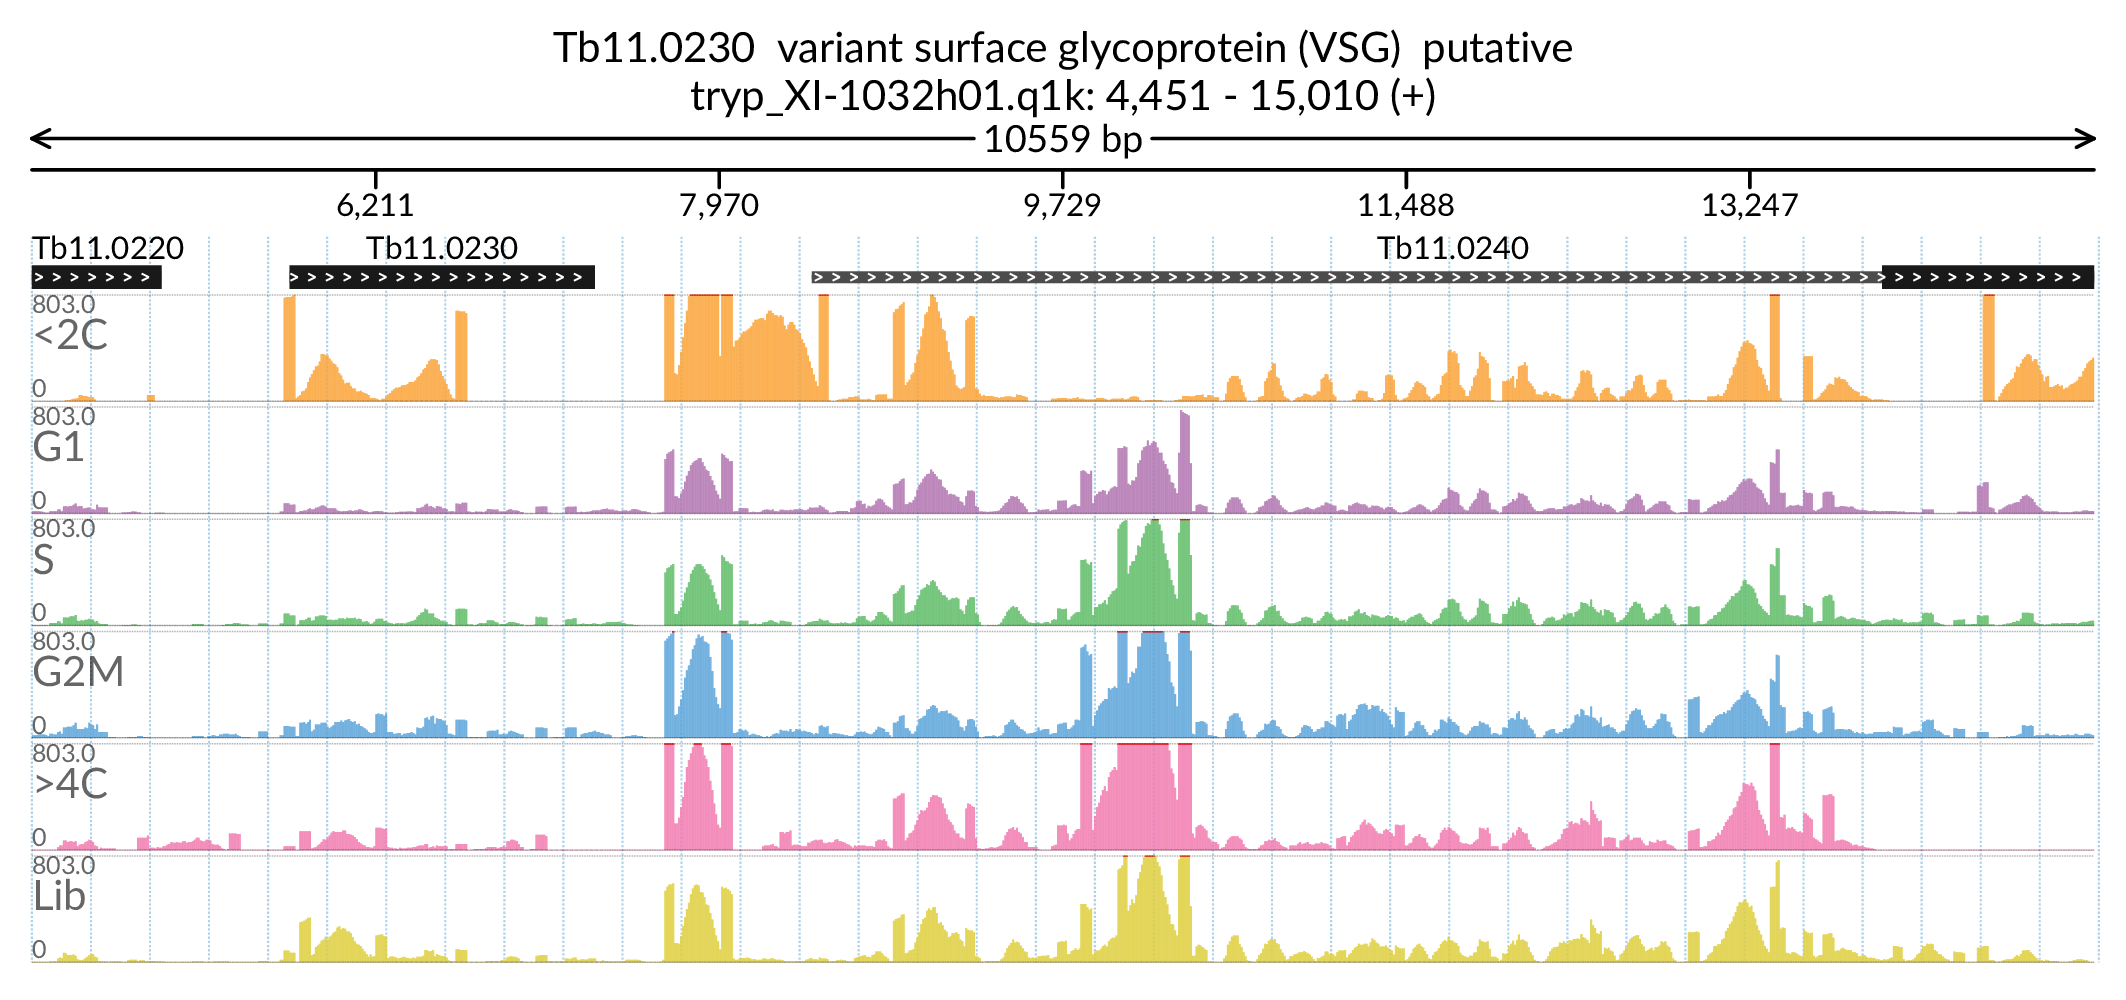 Tb11.0230 variant surface glycoprotein (VSG) putative
tryp_XI-1032h01.q1k: 4,451 - 15,010 (+)
10559 bp
6,211 7,970 9,729 11,488 13,247
Tb11.0220 Tb11.0230 Tb11.0240
803.0
<2C
0
803.0
G1
0
803.0
S
0
803.0
G2M
0
803.0
>4C
0
803.0
Lib
0